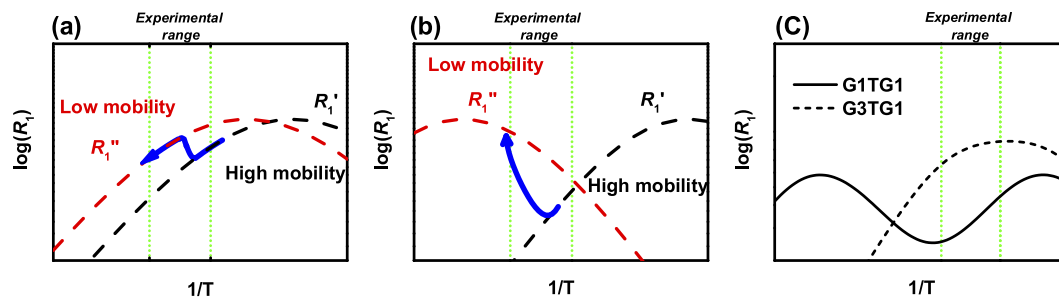 (a)
Experimental
range
Low mobility
R1'
R1"
High mobility
log(R1)
1/T
(b)
Experimental
range
Low mobility
R1"
R1'
High mobility
log(R1)
1/T
(C)
Experimental
range
G1TG1
G3TG1
log(R1)
1/T